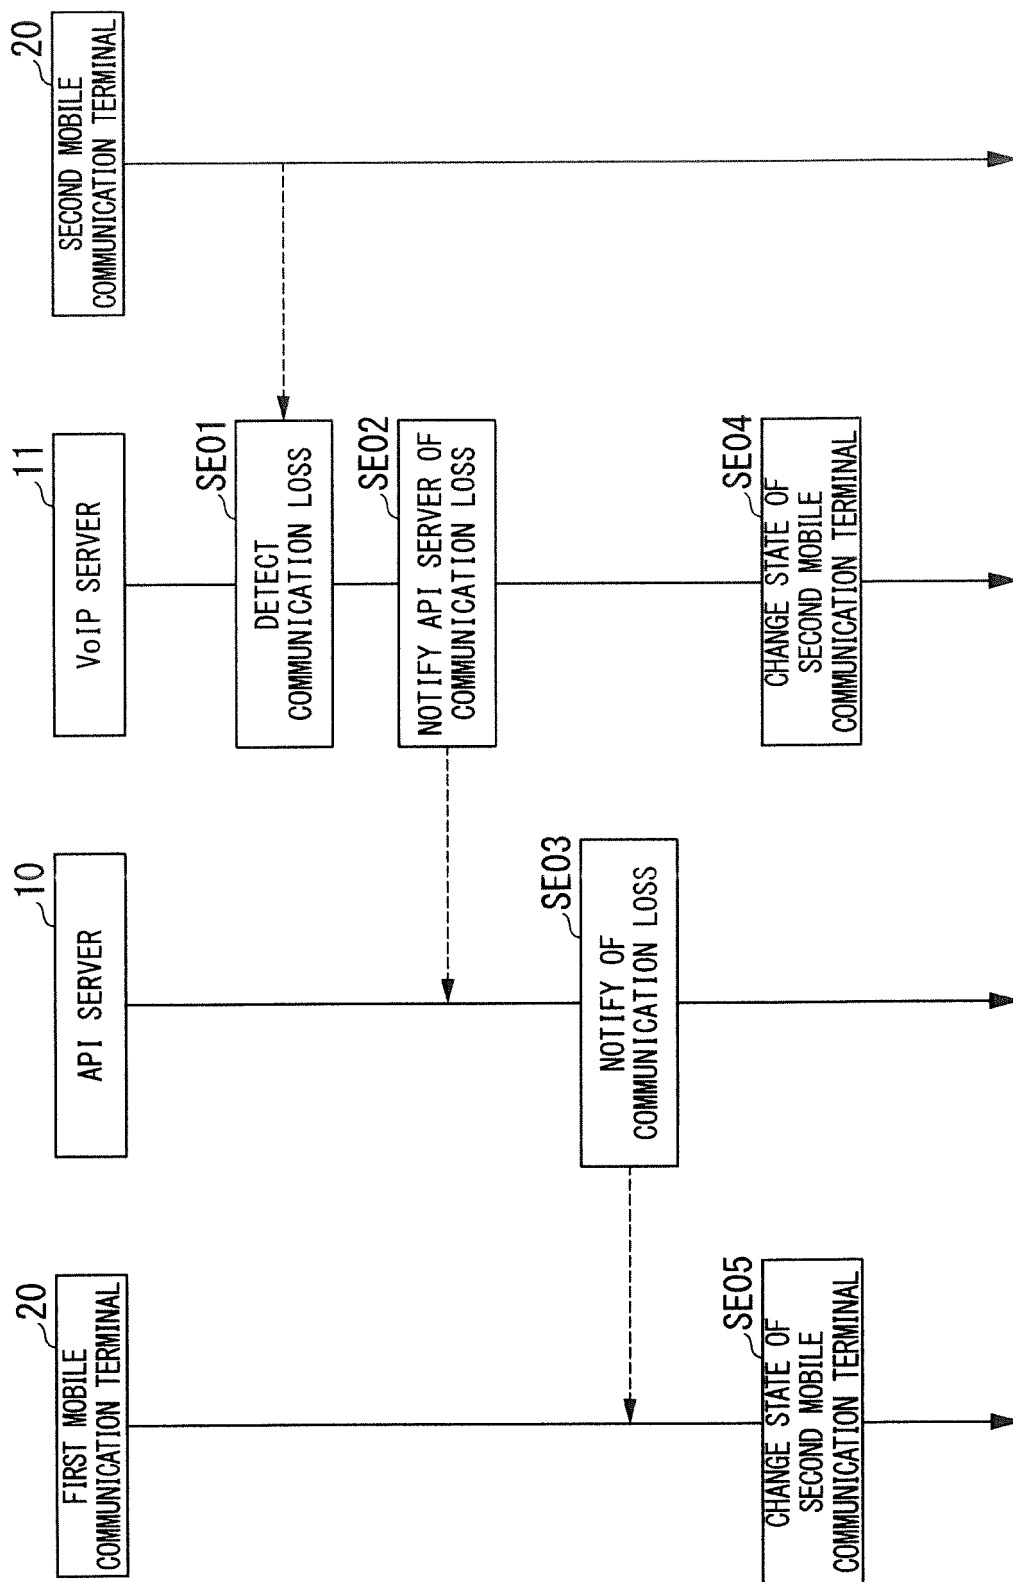 20
FIRST MOBILE
COMMUNICATION TERMINAL
10
API SERVER
11
VoIP SERVER
20
SECOND MOBILE
COMMUNICATION TERMINAL
SE01
DETECT
COMMUNICATION LOSS
SE02
NOTIFY API SERVER OF
COMMUNICATION LOSS
SE03
NOTIFY OF
COMMUNICATION LOSS
SE05
CHANGE STATE OF
SECOND MOBILE
COMMUNICATION TERMINAL
SE04
CHANGE STATE OF
SECOND MOBILE
COMMUNICATION TERMINAL